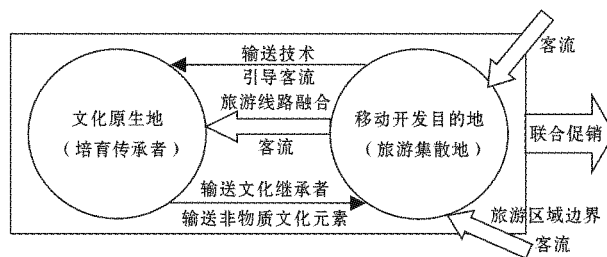 客流
输送技术
引导客流
旅游线路融合
客流
文化原生地
（培育传承者）
移动开发目的地
（旅游集散地）
联合促销
输送文化继承者
输送非物质文化元素
旅游区域边界
客流